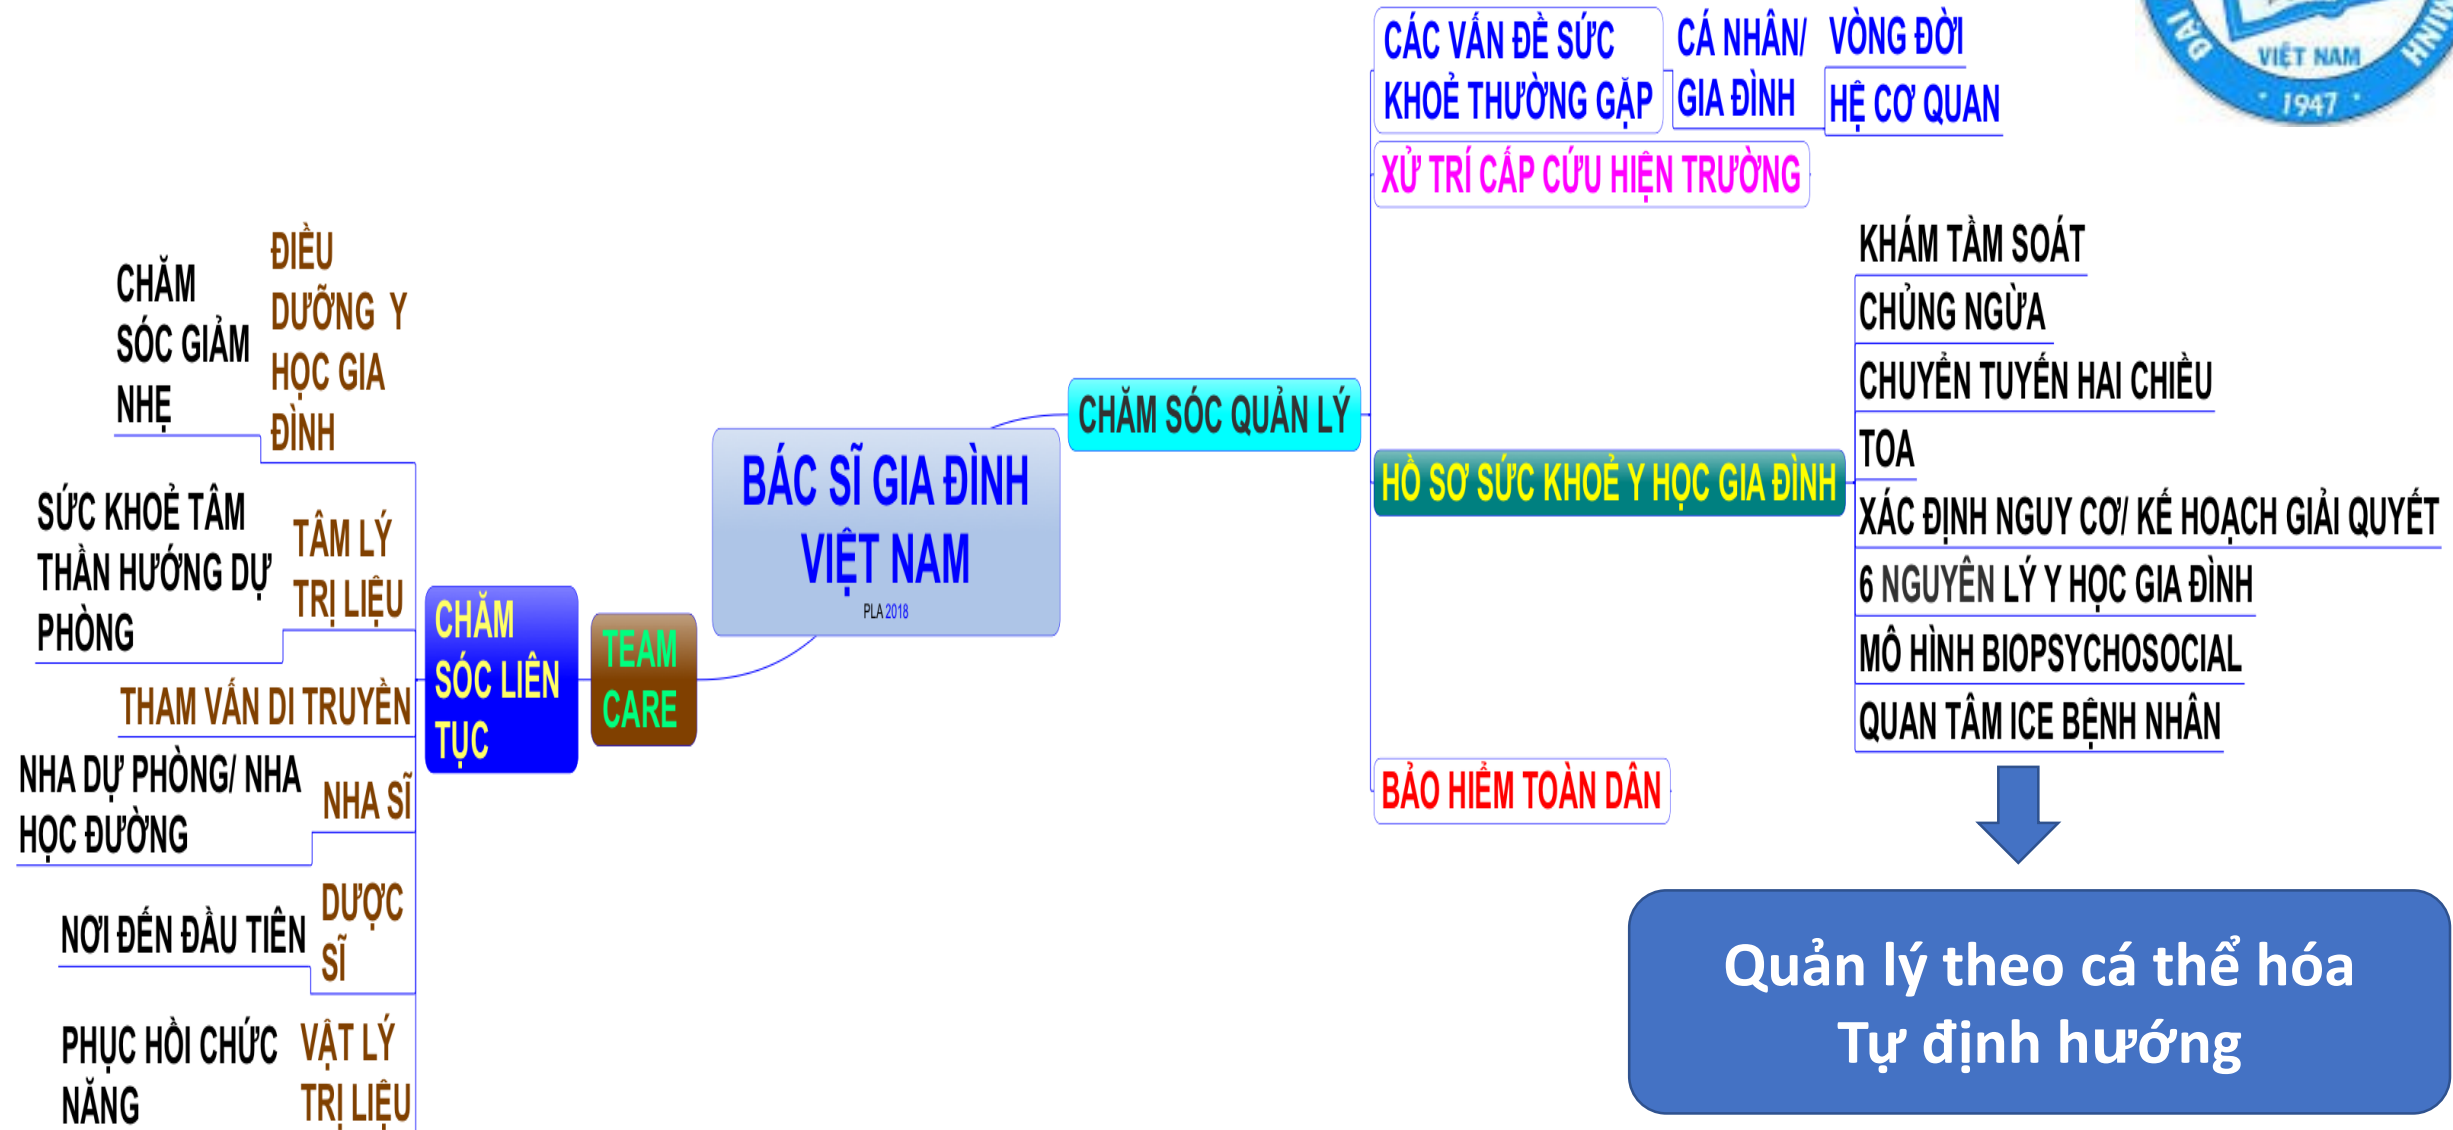 CÁC VẤN ĐỀ SỨC
KHOẺ THƯỜNG GẶP
CÁ NHÂN/
GIA ĐÌNH
VÒNG ĐỜI
HỆ CƠ QUAN
XỬ TRÍ CẤP CỨU HIỆN TRƯỜNG
ĐẠI
MINH
VIỆT NAM
1947
CHĂM SÓC QUẢN LÝ
HỒ SƠ SỨC KHOẺ Y HỌC GIA ĐÌNH
KHÁM TẦM SOÁT
CHỦNG NGỪA
CHUYỂN TUYẾN HAI CHIỀU
TOA
XÁC ĐỊNH NGUY CƠ/ KẾ HOẠCH GIẢI QUYẾT
6 NGUYÊN LÝ Y HỌC GIA ĐÌNH
MÔ HÌNH BIOPSYCHOSOCIAL
QUAN TÂM ICE BỆNH NHÂN
BẢO HIỂM TOÀN DÂN
Quản lý theo cá thể hóa
Tự định hướng
BÁC SĨ GIA ĐÌNH
VIỆT NAM
PLA 2018
TEAM
CARE
CHĂM
SÓC LIÊN
TỤC
ĐIỀU
DƯỠNG Y
HỌC GIA
ĐÌNH
CHĂM
SÓC GIẢM
NHẸ
TÂM LÝ
TRỊ LIỆU
SỨC KHOẺ TÂM
THẦN HƯỚNG DỰ
PHÒNG
THAM VẤN DI TRUYỀN
NHA SĨ
NHA DỰ PHÒNG/ NHA
HỌC ĐƯỜNG
DƯỢC
SĨ
NƠI ĐẾN ĐẦU TIÊN
VẬT LÝ
TRỊ LIỆU
PHỤC HỒI CHỨC
NĂNG